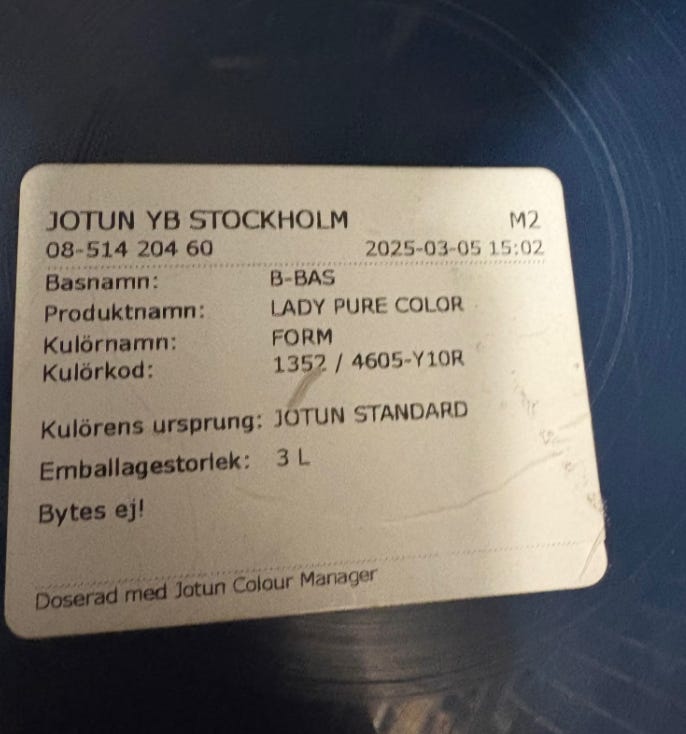 JOTUN YB STOCKHOLM M2
08-514 204 60 2025-03-05 15:02
Basnamn: B-BAS
Produktnamn: LADY PURE COLOR
Kulörnamn: FORM
Kulörkod: 1352 / 4605-Y10R
Kulörens ursprung: JOTUN STANDARD
Emballagestorlek: 3 L
Bytes ej!
Doserad med Jotun Colour Manager